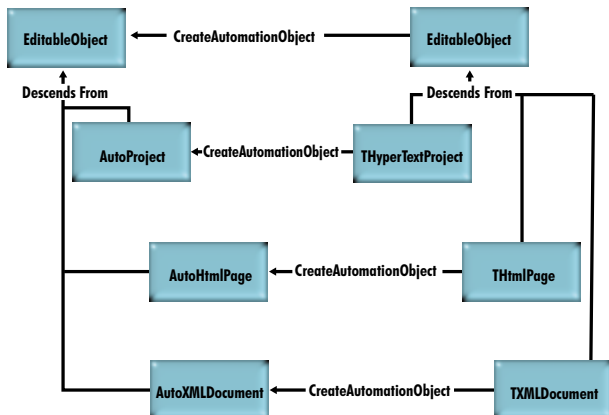 EditableObject
CreateAutomationObject
EditableObject
Descends From
Descends From
AutoProject
CreateAutomationObject
THyperTextProject
AutoHtmlPage
CreateAutomationObject
THtmlPage
AutoXMLDocument
CreateAutomationObject
TXMLDocument